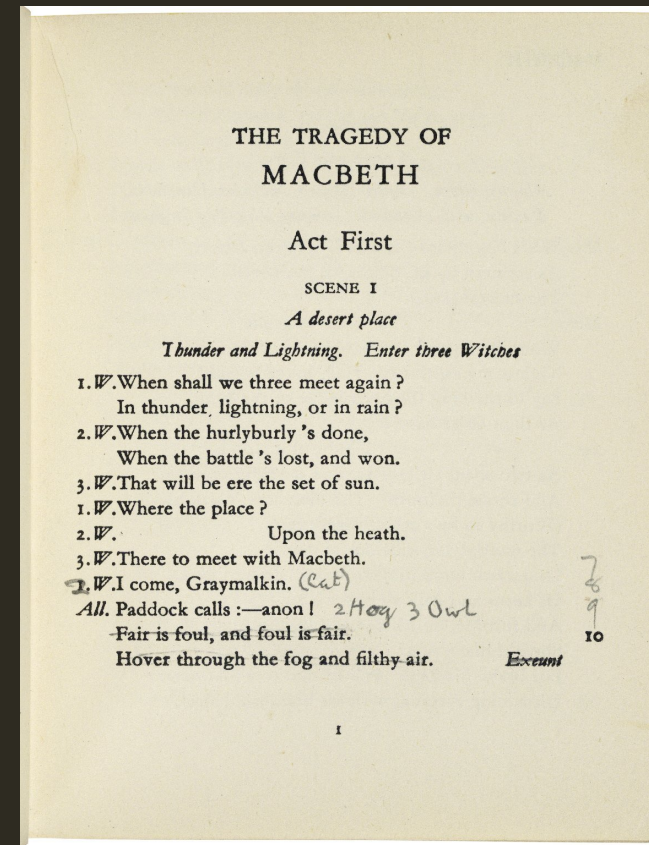 THE TRAGEDY OF
MACBETH
Act First
SCENE I
A desert place
Thunder and Lightning. Enter three Witches
1. W. When shall we three meet again ?
In thunder, lightning, or in rain ?
2. W. When the hurlyburly 's done,
When the battle 's lost, and won.
3. W. That will be ere the set of sun.
1. W. Where the place ?
2. W. Upon the heath.
3. W. There to meet with Macbeth. 7
1. W. I come, Graymalkin. (Cat) 8
All. Paddock calls :—anon ! 2 Hog 3 Owl 9
Fair is foul, and foul is fair. 10
Hover through the fog and filthy air. Exeunt
1